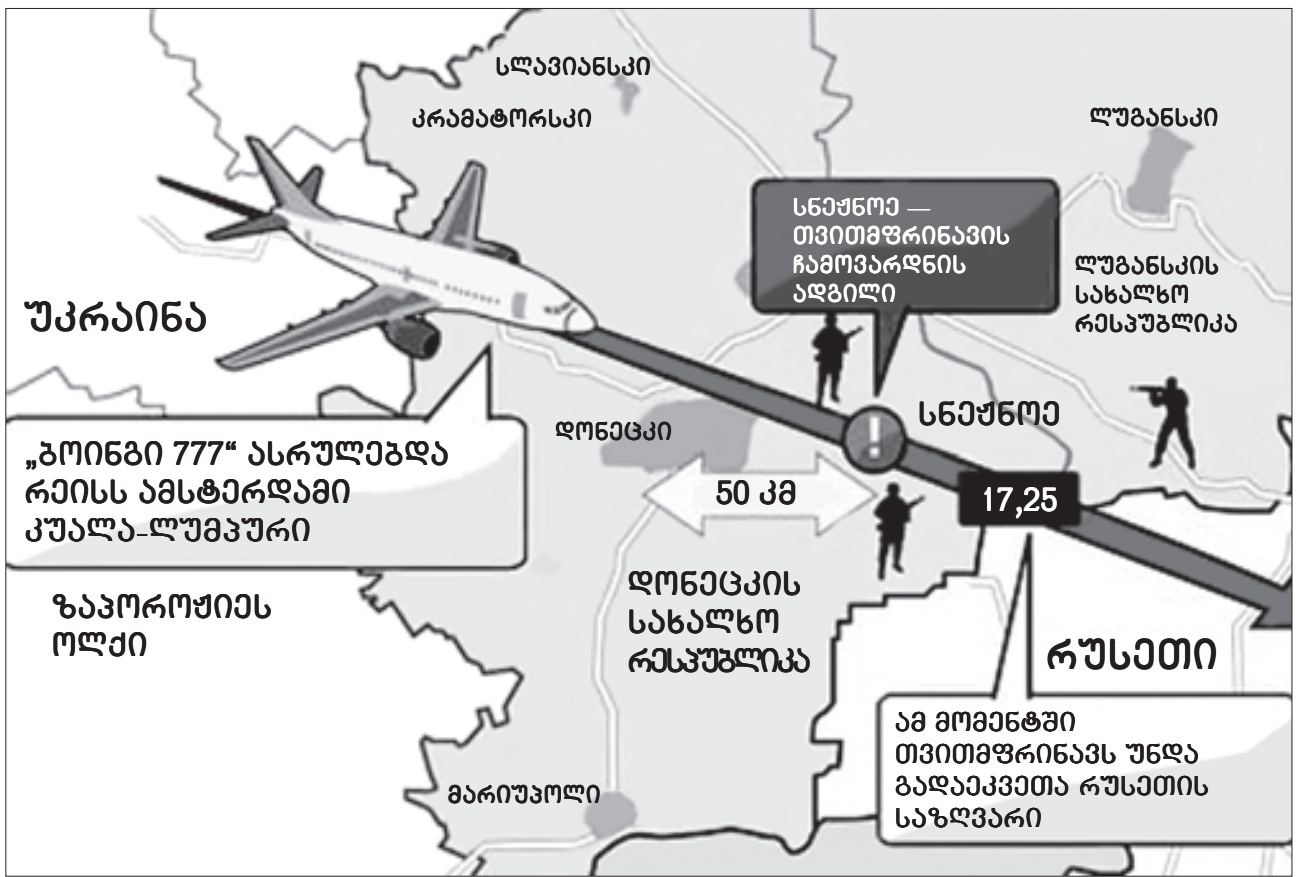 სლავიანსკი
კრამატორსკი
ლუგანსკი
სნეჟნოე —
თვითმფრინავის
ჩამოვარდნის
ადგილი
ლუგანსკის
სახალხო
რესპუბლიკა
უკრაინა
სნეჟნოე
დონეცკი
„ბოინგი 777“ ასრულებდა
რეისს ამსტერდამი
კუალა-ლუმპური
50 კმ
17,25
დონეცკის
სახალხო
რესპუბლიკა
ზაპოროჟიეს
ოლქი
რუსეთი
ამ მომენტში
თვითმფრინავს უნდა
გადაეკვეთა რუსეთის
საზღვარი
მარიუპოლი